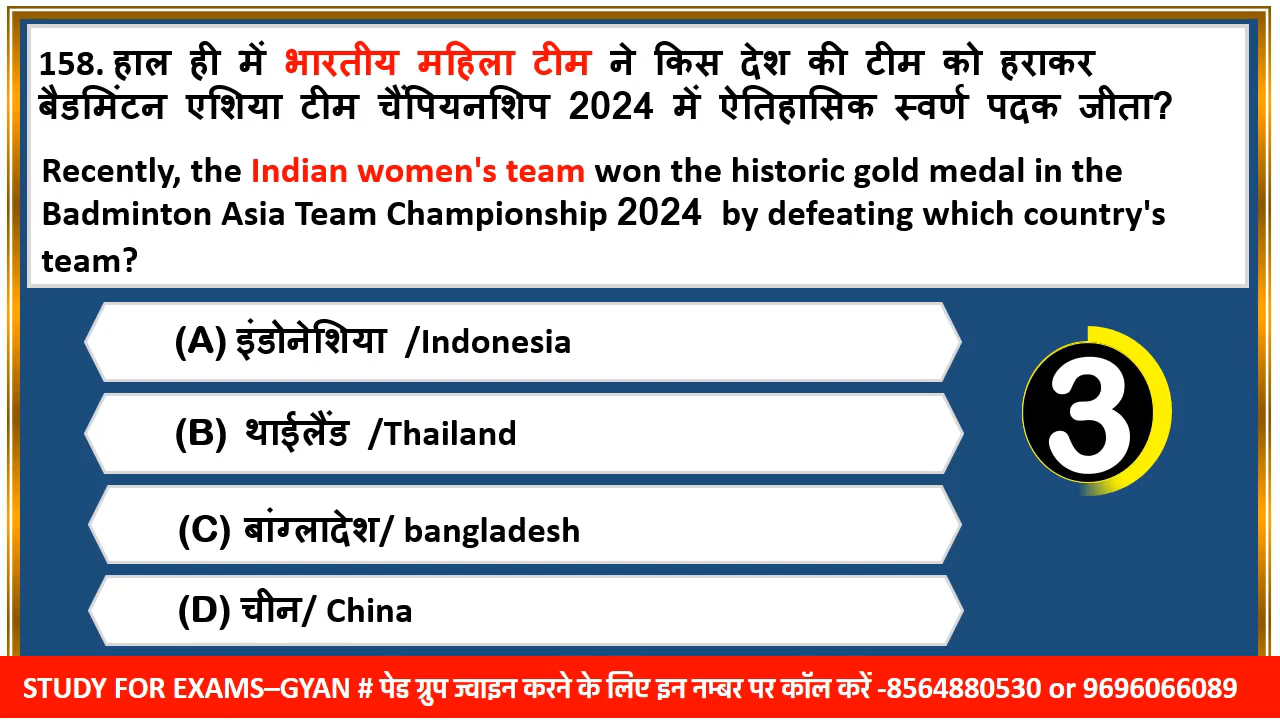 158. हाल ही में भारतीय महिला टीम ने किस देश की टीम को हराकर
बैडमिंटन एशिया टीम चैंपियनशिप 2024 में ऐतिहासिक स्वर्ण पदक जीता?
Recently, the Indian women's team won the historic gold medal in the
Badminton Asia Team Championship 2024 by defeating which country's
team?
(A) इंडोनेशिया /Indonesia
(B) थाईलैंड /Thailand
3
(C) बांग्लादेश/ bangladesh
(D) चीन/ China
STUDY FOR EXAMS–GYAN # पेड ग्रुप ज्वाइन करने के लिए इन नम्बर पर कॉल करें -8564880530 or 9696066089